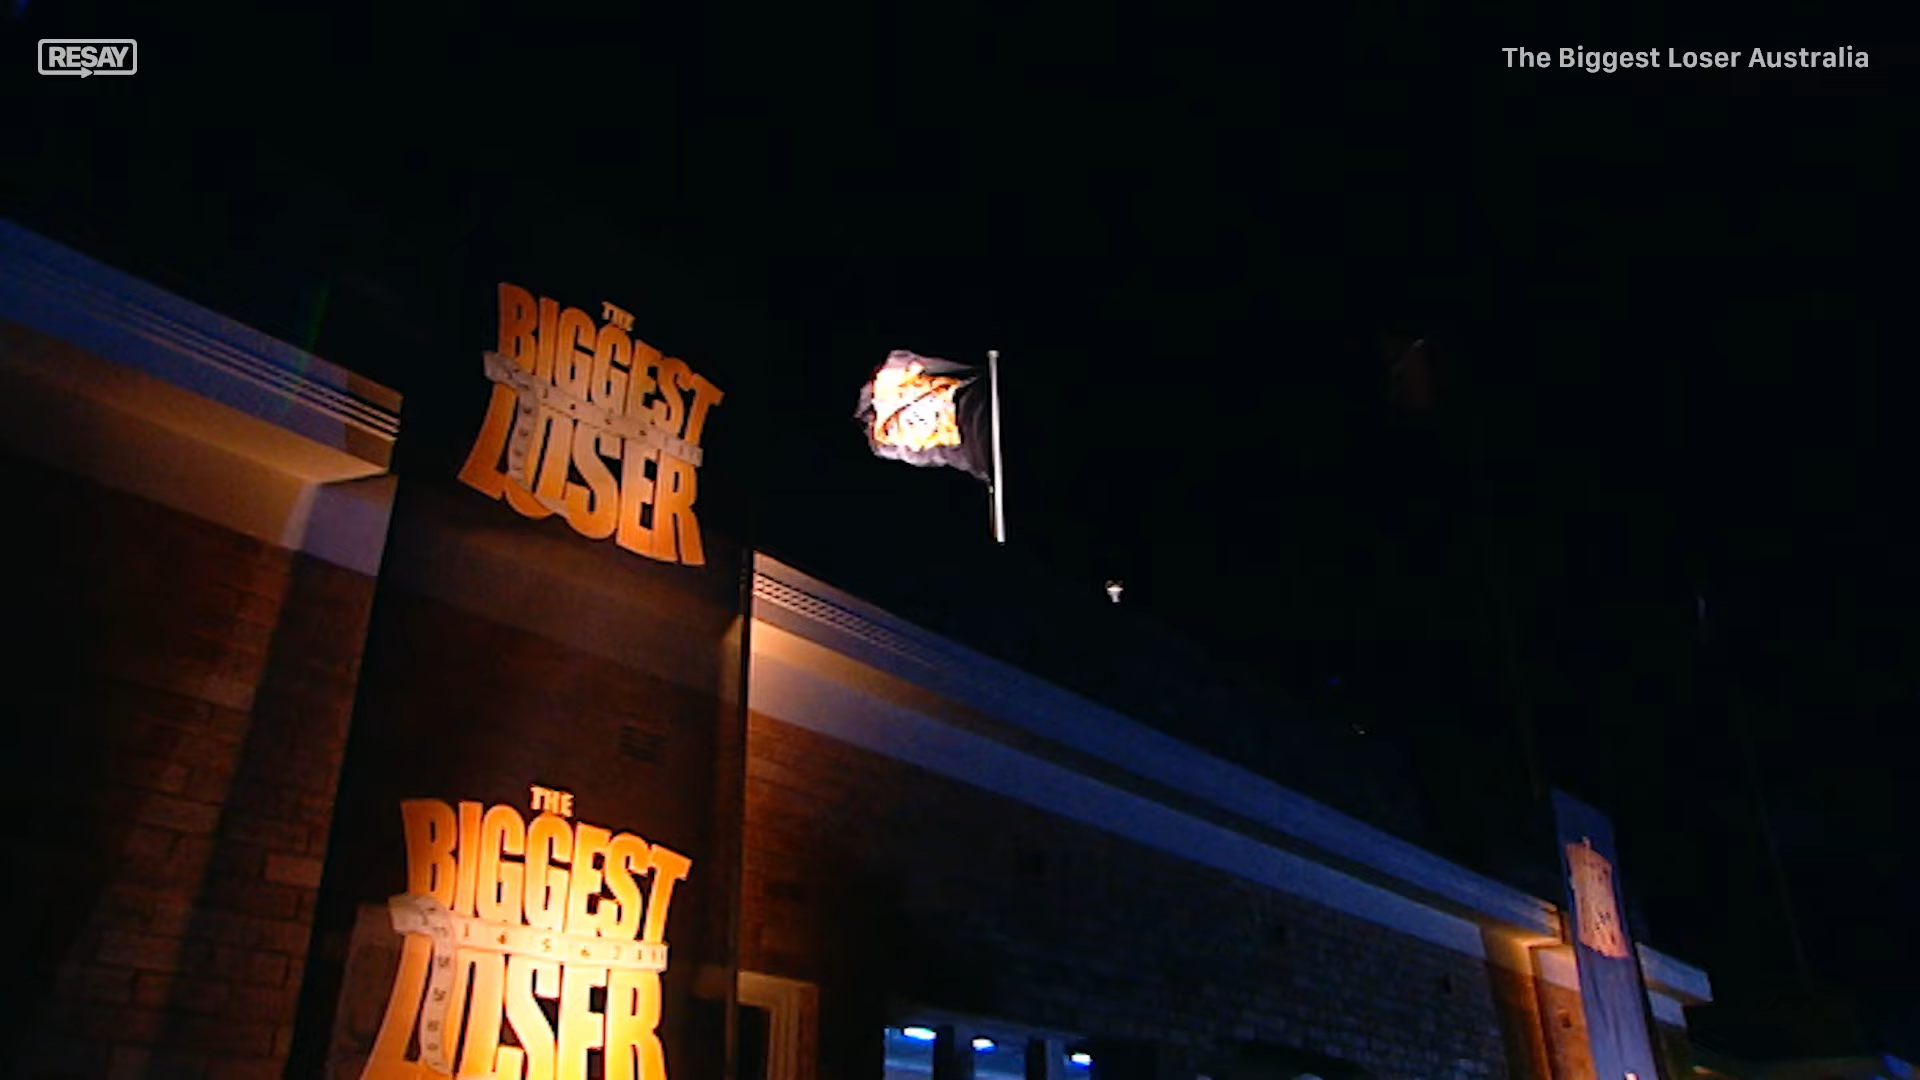 RESAY
The Biggest Loser Australia
THE
BIGGEST
LOSER
THE
BIGGEST
LOSER